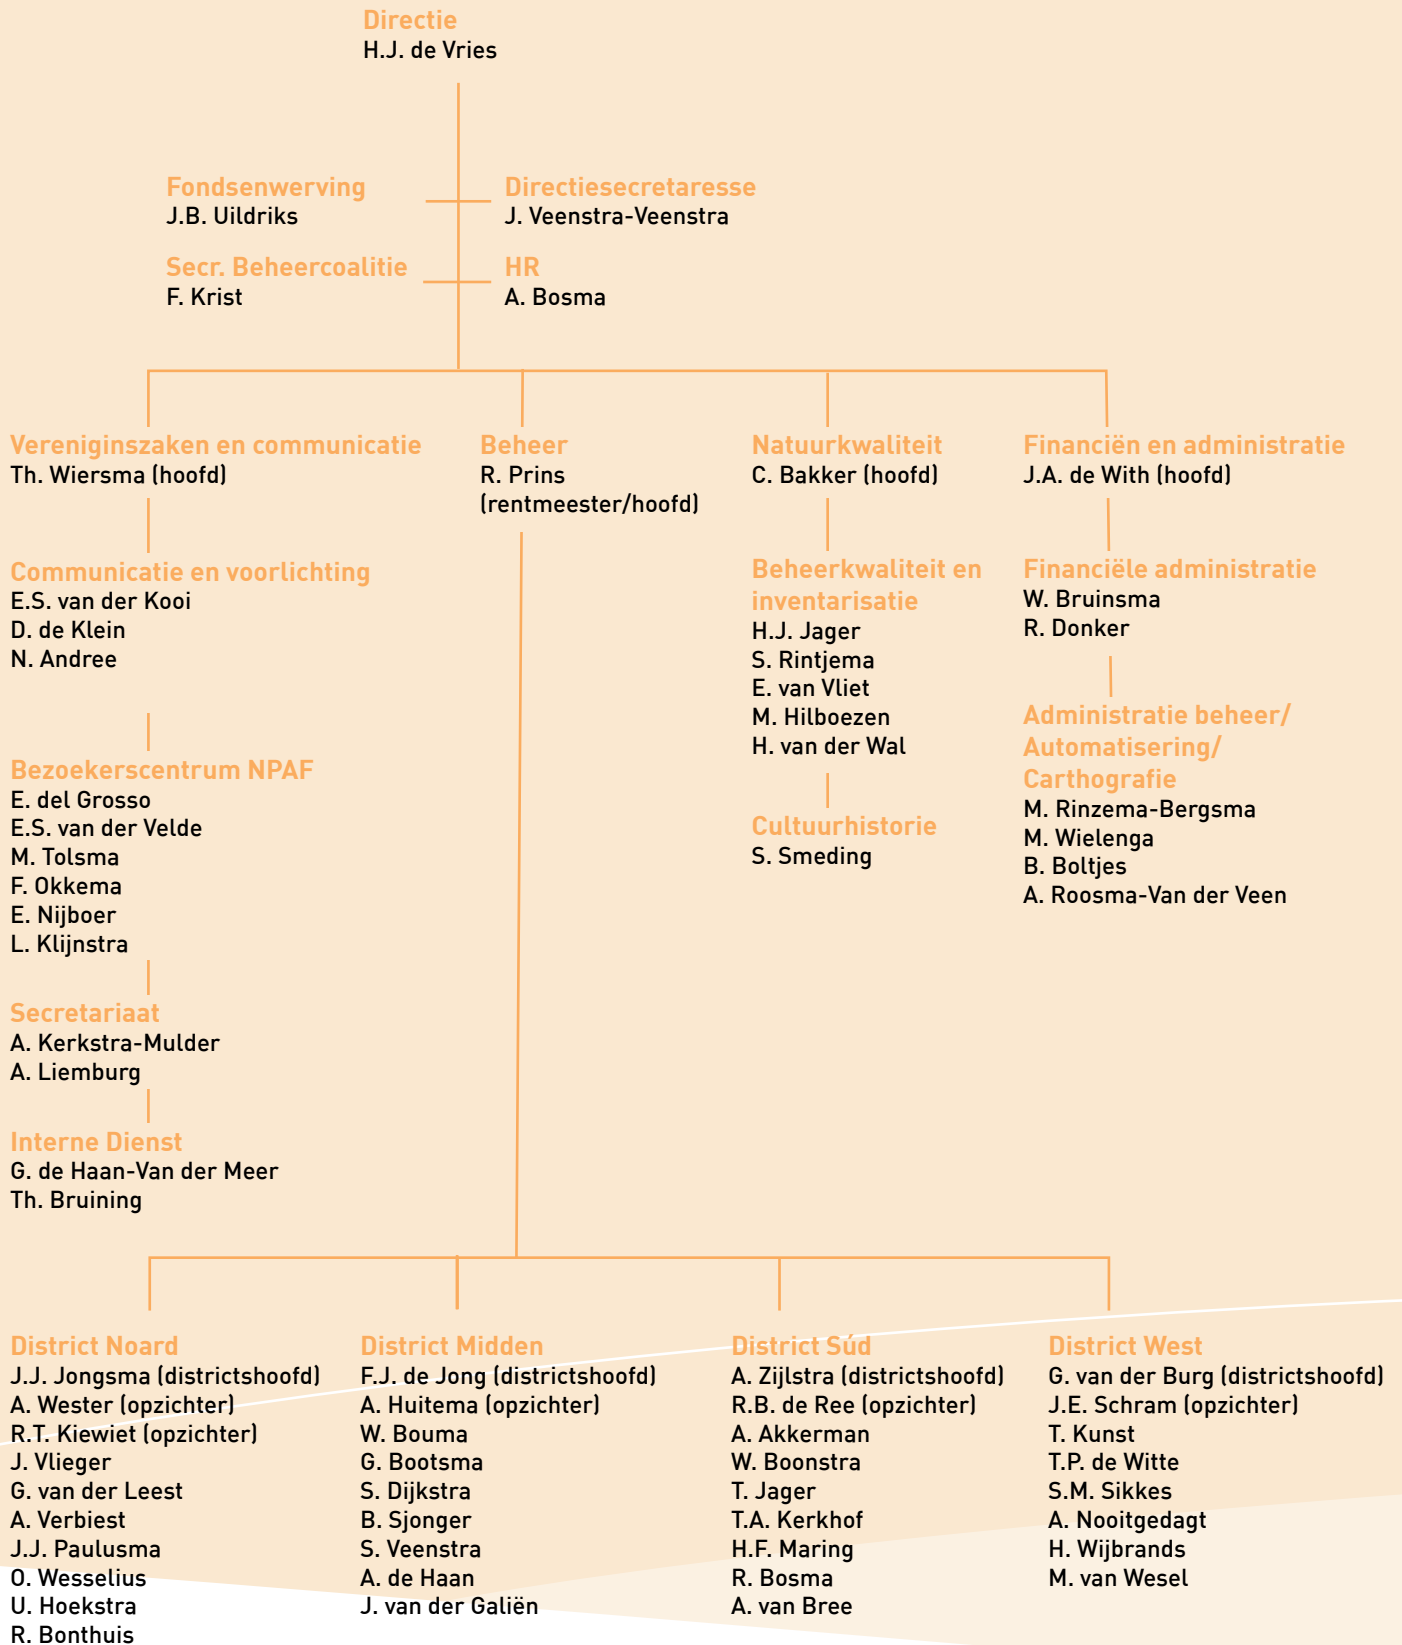 Directie
H.J. de Vries
Fondsenwerving
J.B. Uildriks
Directiesecretaresse
J. Veenstra-Veenstra
Secr. Beheercoalitie
F. Krist
HR
A. Bosma
Vereniginszaken en communicatie
Th. Wiersma (hoofd)
Communicatie en voorlichting
E.S. van der Kooi
D. de Klein
N. Andree
Bezoekerscentrum NPAF
E. del Grosso
E.S. van der Velde
M. Tolsma
F. Okkema
E. Nijboer
L. Klijnstra
Secretariaat
A. Kerkstra-Mulder
A. Liemburg
Interne Dienst
G. de Haan-Van der Meer
Th. Bruining
Beheer
R. Prins
(rentmeester/hoofd)
Natuurkwaliteit
C. Bakker (hoofd)
Beheerkwaliteit en
inventarisatie
H.J. Jager
S. Rintjema
E. van Vliet
M. Hilboezen
H. van der Wal
Cultuurhistorie
S. Smeding
Financiën en administratie
J.A. de With (hoofd)
Financiële administratie
W. Bruinsma
R. Donker
Administratie beheer/
Automatisering/
Carthografie
M. Rinzema-Bergsma
M. Wielenga
B. Boltjes
A. Roosma-Van der Veen
District Noard
J.J. Jongsma (districtshoofd)
A. Wester (opzichter)
R.T. Kiewiet (opzichter)
J. Vlieger
G. van der Leest
A. Verbiest
J.J. Paulusma
O. Wesselius
U. Hoekstra
R. Bonthuis
District Midden
F.J. de Jong (districtshoofd)
A. Huitema (opzichter)
W. Bouma
G. Bootsma
S. Dijkstra
B. Sjonger
S. Veenstra
A. de Haan
J. van der Galiën
District Súd
A. Zijlstra (districtshoofd)
R.B. de Ree (opzichter)
A. Akkerman
W. Boonstra
T. Jager
T.A. Kerkhof
H.F. Maring
R. Bosma
A. van Bree
District West
G. van der Burg (districtshoofd)
J.E. Schram (opzichter)
T. Kunst
T.P. de Witte
S.M. Sikkes
A. Nooitgedagt
H. Wijbrands
M. van Wesel